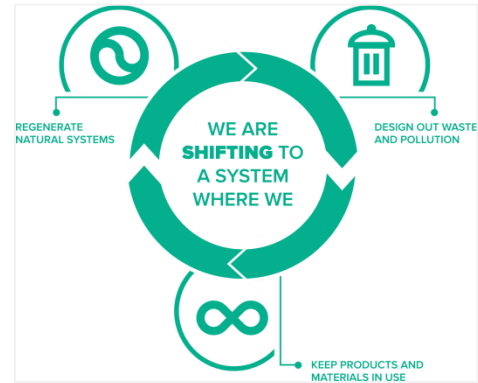 WE ARE
SHIFTING TO
A SYSTEM
WHERE WE
REGENERATE
NATURAL SYSTEMS
DESIGN OUT WASTE
AND POLLUTION
KEEP PRODUCTS AND
MATERIALS IN USE